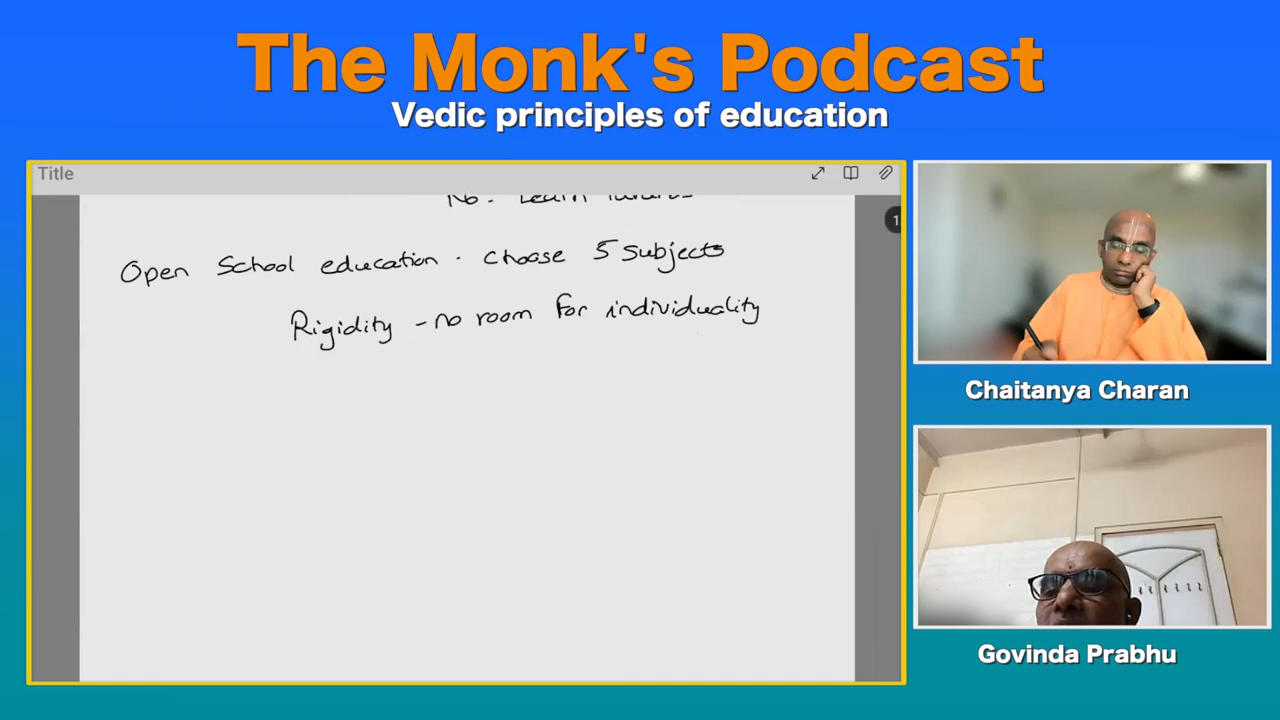 The Monk's Podcast
Vedic principles of education
Title
1
Open School education . choose 5 subjects
Rigidity - no room for individuality
Chaitanya Charan
Govinda Prabhu